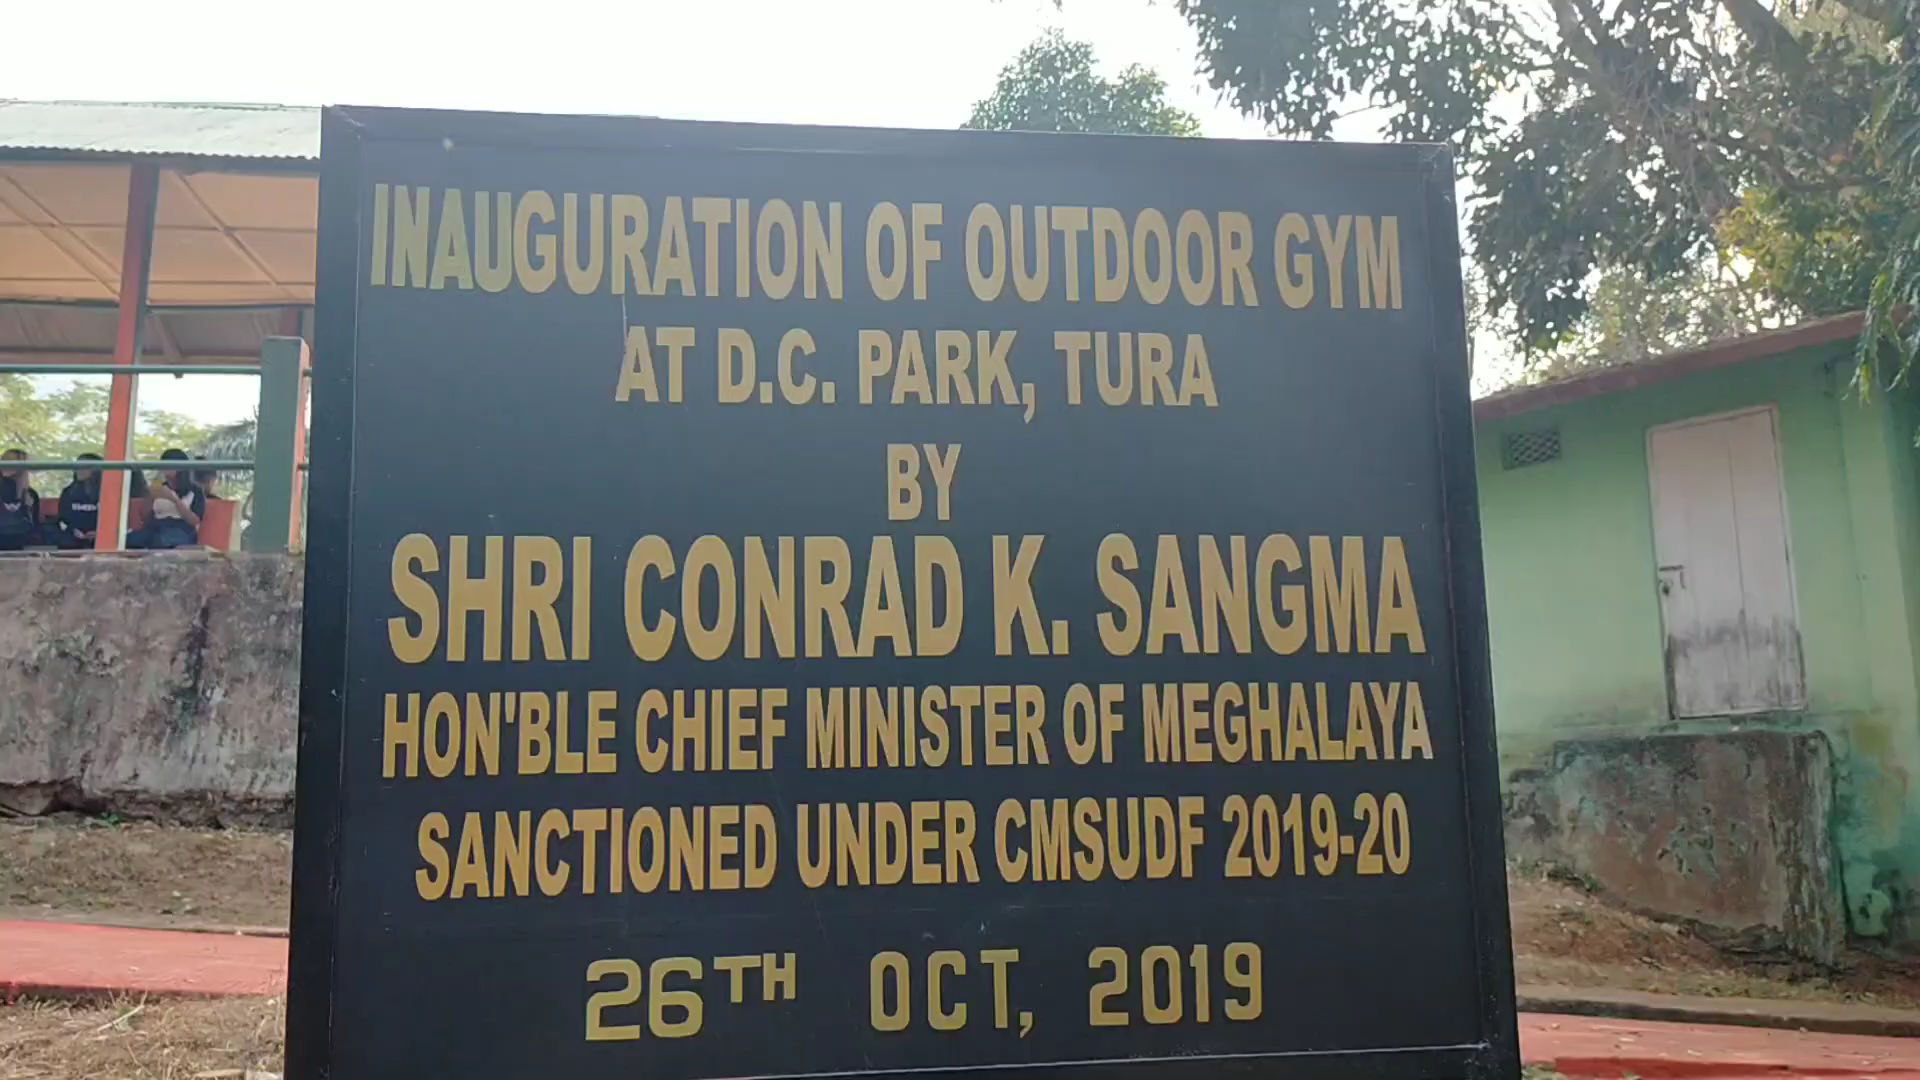 INAUGURATION OF OUTDOOR GYM
AT D.C. PARK, TURA
BY
SHRI CONRAD K. SANGMA
HON'BLE CHIEF MINISTER OF MEGHALAYA
SANCTIONED UNDER CMSUDF 2019-20
26TH OCT, 2019